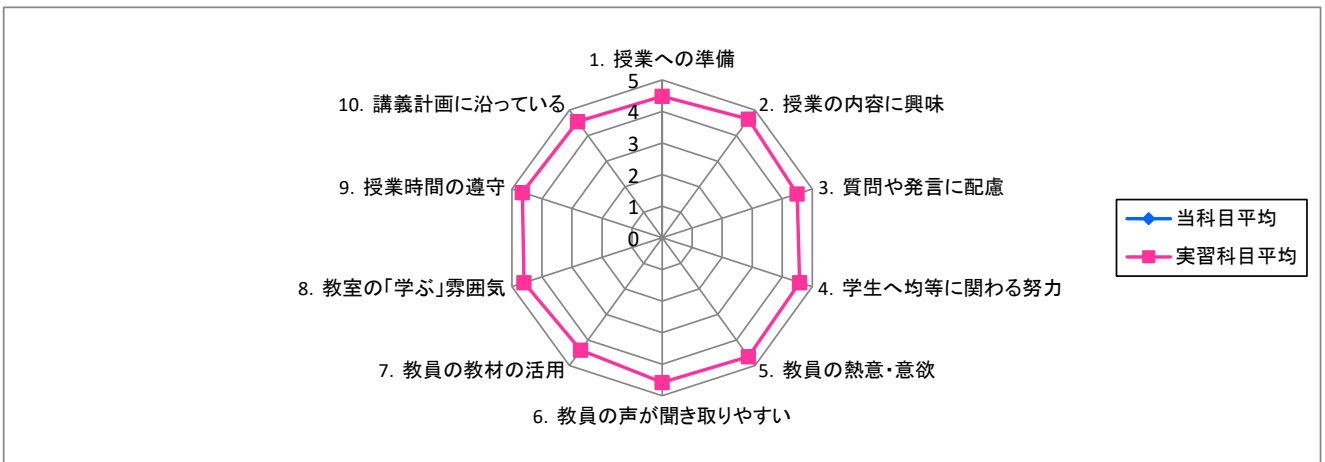 1. 授業への準備
2. 授業の内容に興味
3. 質問や発言に配慮
4. 学生へ均等に関わる努力
5. 教員の熱意・意欲
6. 教員の声が聞き取りやすい
7. 教員の教材の活用
8. 教室の「学ぶ」雰囲気
9. 授業時間の遵守
10. 講義計画に沿っている
5
4
3
2
1
0
当科目平均
実習科目平均